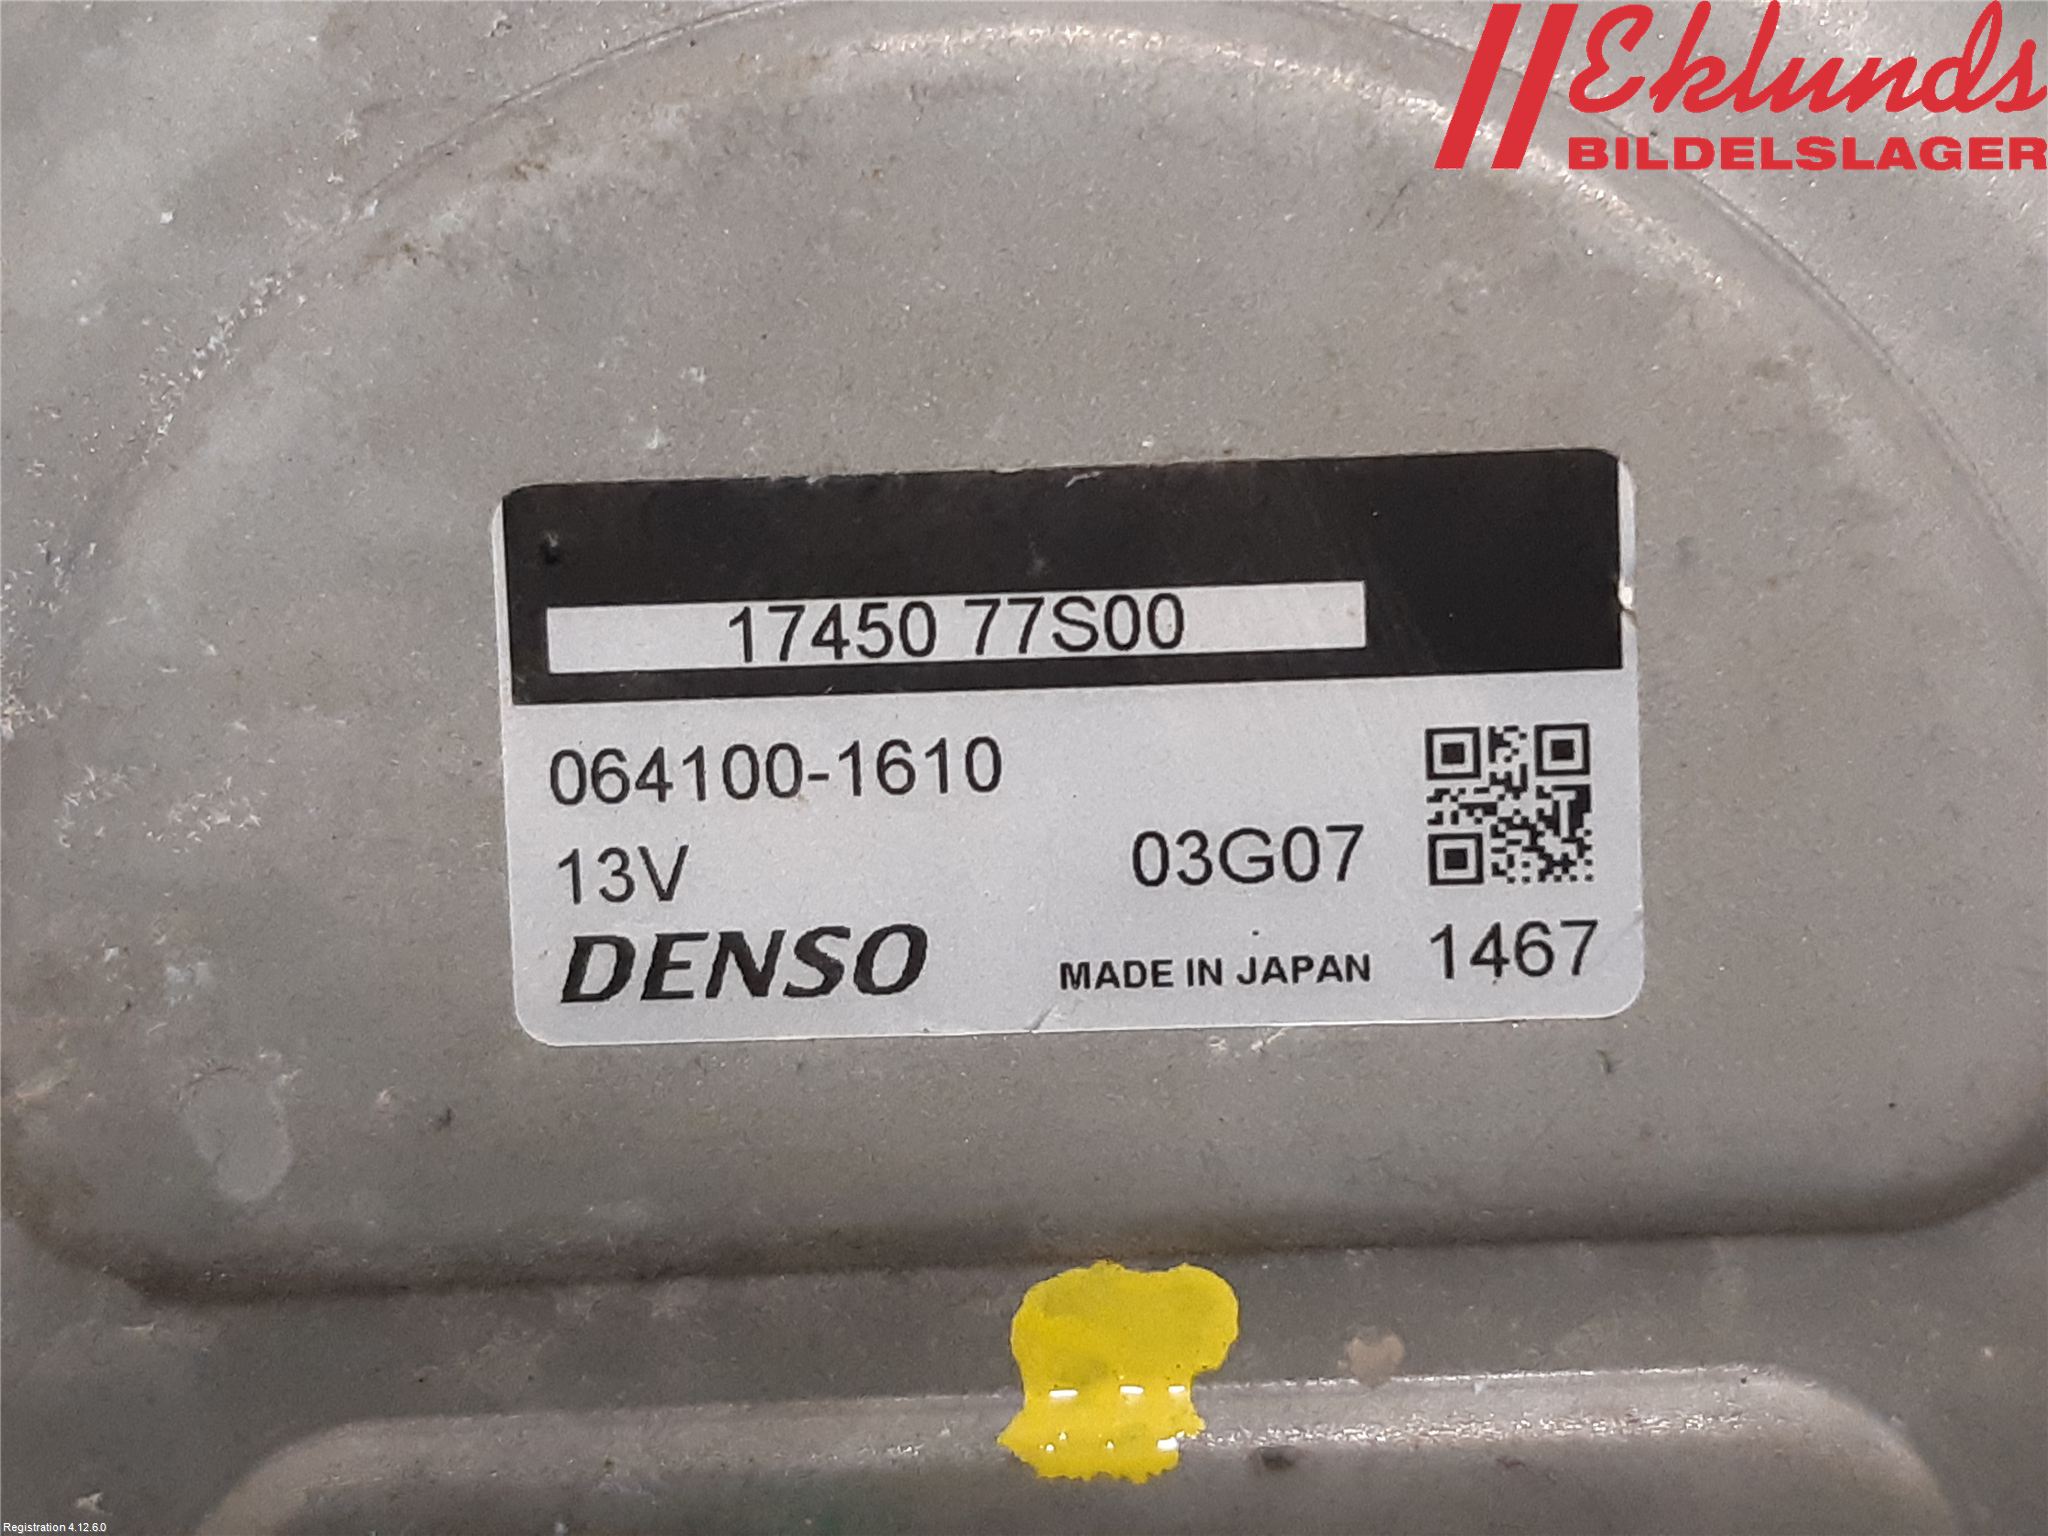 Eklunds
BILDELSLAGER
17450 77S00
064100-1610
13V 03G07
DENSO MADE IN JAPAN 1467
Registration 4.12.6.0